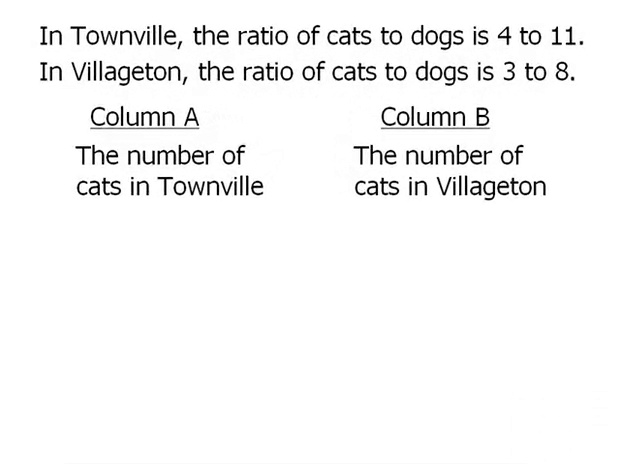 In Townville, the ratio of cats to dogs is 4 to 11.
In Villageton, the ratio of cats to dogs is 3 to 8.
Column A
The number of
cats in Townville
Column B
The number of
cats in Villageton